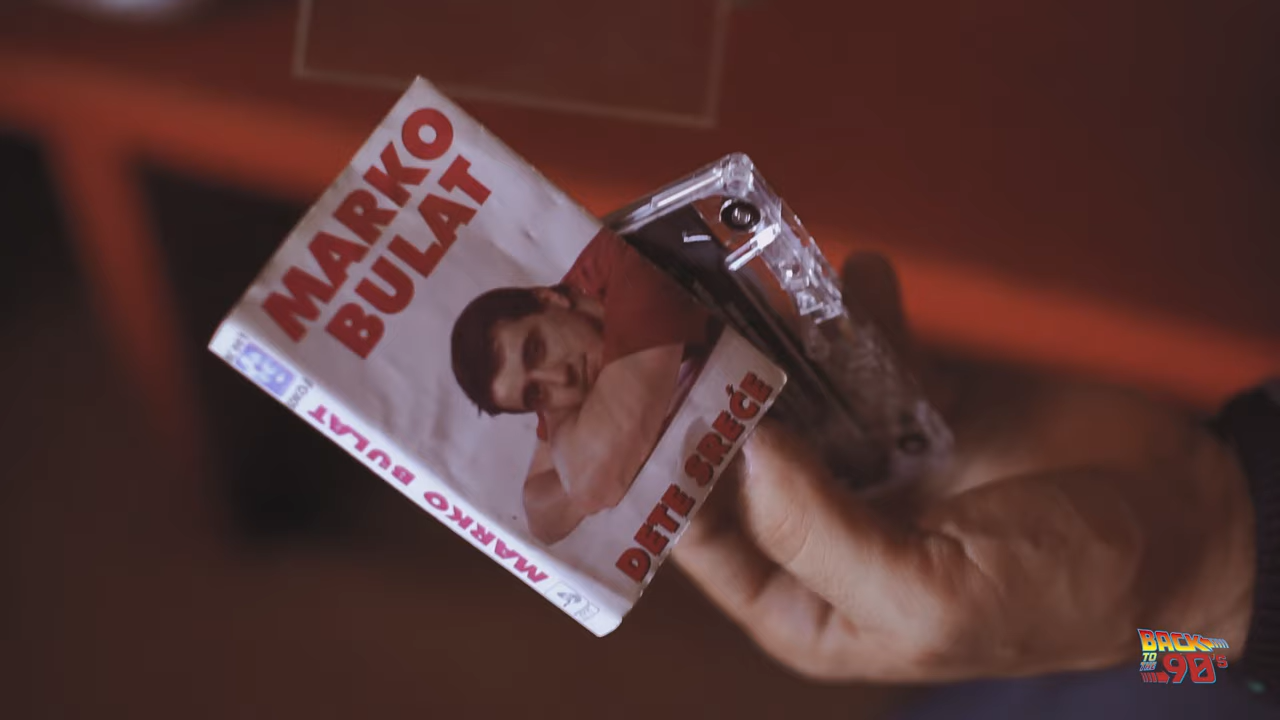 MARKO
BULAT
DETE SREĆE
MARKO BULAT
BACK
TO
THE
90's